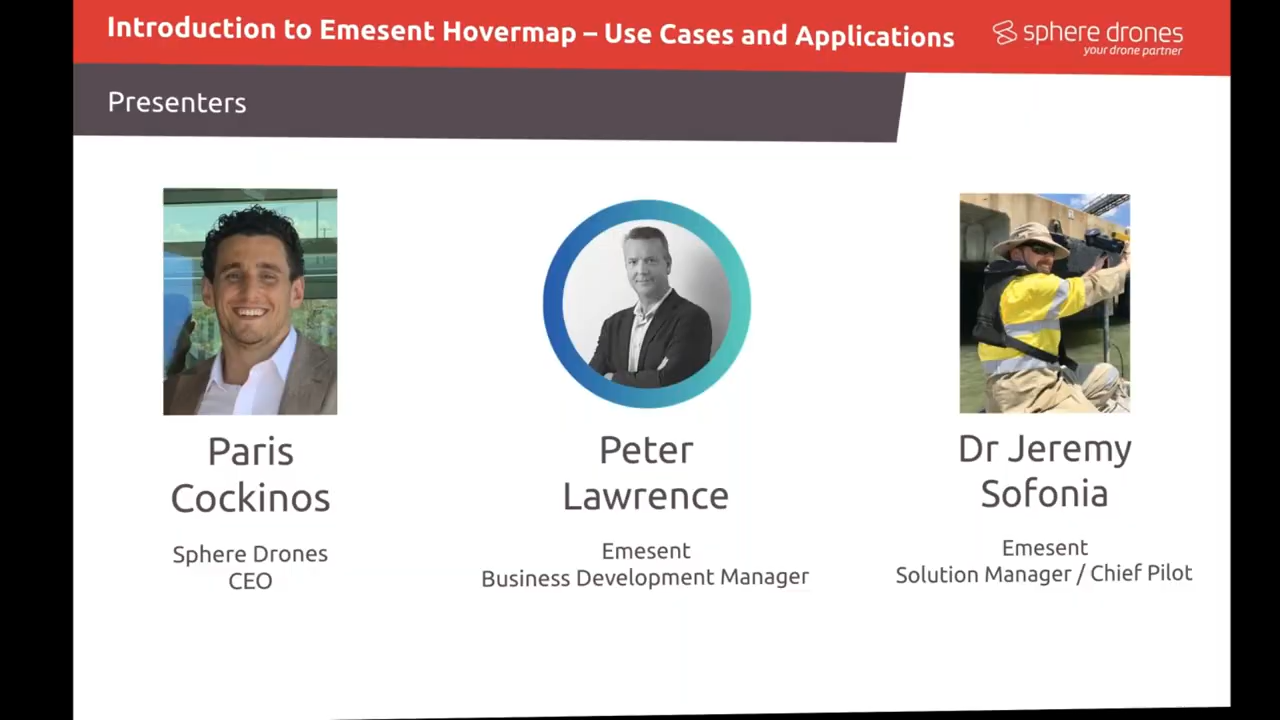 Introduction to Emesent Hovermap – Use Cases and Applications
sphere drones
your drone partner
Presenters
Paris
Cockinos
Sphere Drones
CEO
Peter
Lawrence
Emesent
Business Development Manager
Dr Jeremy
Sofonia
Emesent
Solution Manager / Chief Pilot